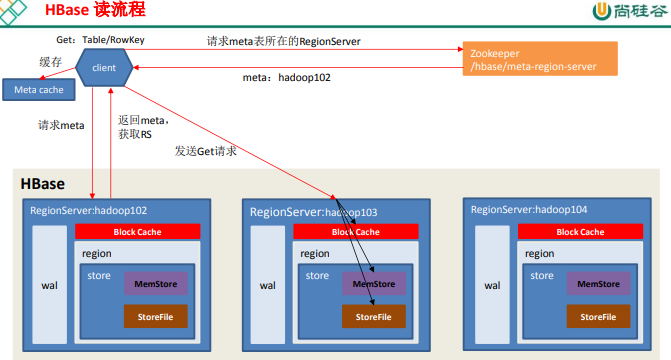 HBase 读流程
尚硅谷
Get：Table/RowKey
请求meta表所在的RegionServer
Zookeeper
/hbase/meta-region-server
缓存
client
meta：hadoop102
Meta cache
请求meta
返回meta，
获取RS
发送Get请求
HBase
RegionServer:hadoop102
Block Cache
region
store
wal
MemStore
StoreFile
RegionServer:hadoop103
Block Cache
region
store
wal
MemStore
StoreFile
RegionServer:hadoop104
Block Cache
region
store
wal
MemStore
StoreFile